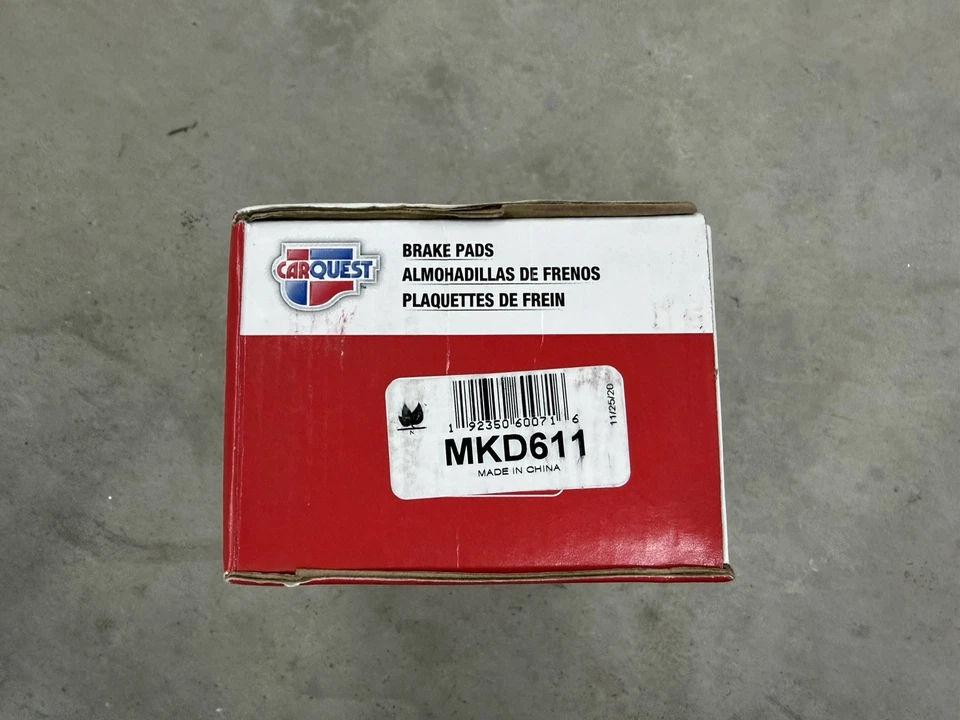 CARQUEST
BRAKE PADS
ALMOHADILLAS DE FRENOS
PLAQUETTES DE FREIN
1 92350 60071 6
11/25/20
N
MKD611
MADE IN CHINA